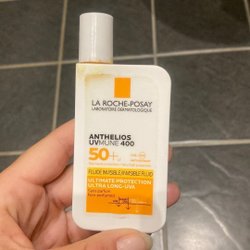 LA ROCHE-POSAY
LABORATOIRE DERMATOLOGIQUE
ANTHELIOS
UVMUNE 400
50+
FLUIDE INVISIBLE/INVISIBLE FLUID
ULTIMATE PROTECTION
ULTRA LONG-UVA